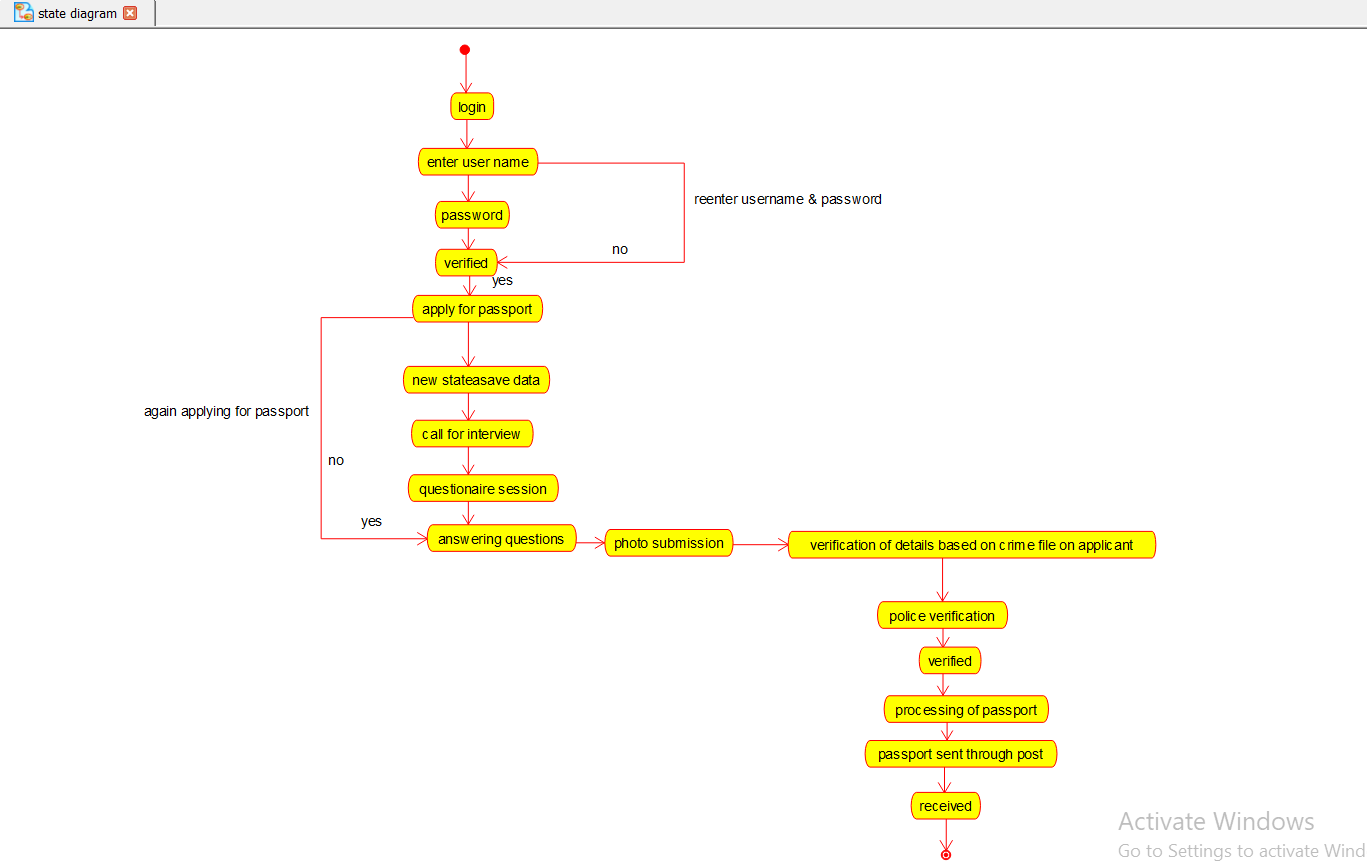 state diagram
login
enter user name
reenter username & password
password
no
verified
yes
apply for passport
new stateasave data
again applying for passport
call for interview
no
questionaire session
yes
answering questions
photo submission
verification of details based on crime file on applicant
police verification
verified
processing of passport
passport sent through post
received
Activate Windows
Go to Settings to activate Wind